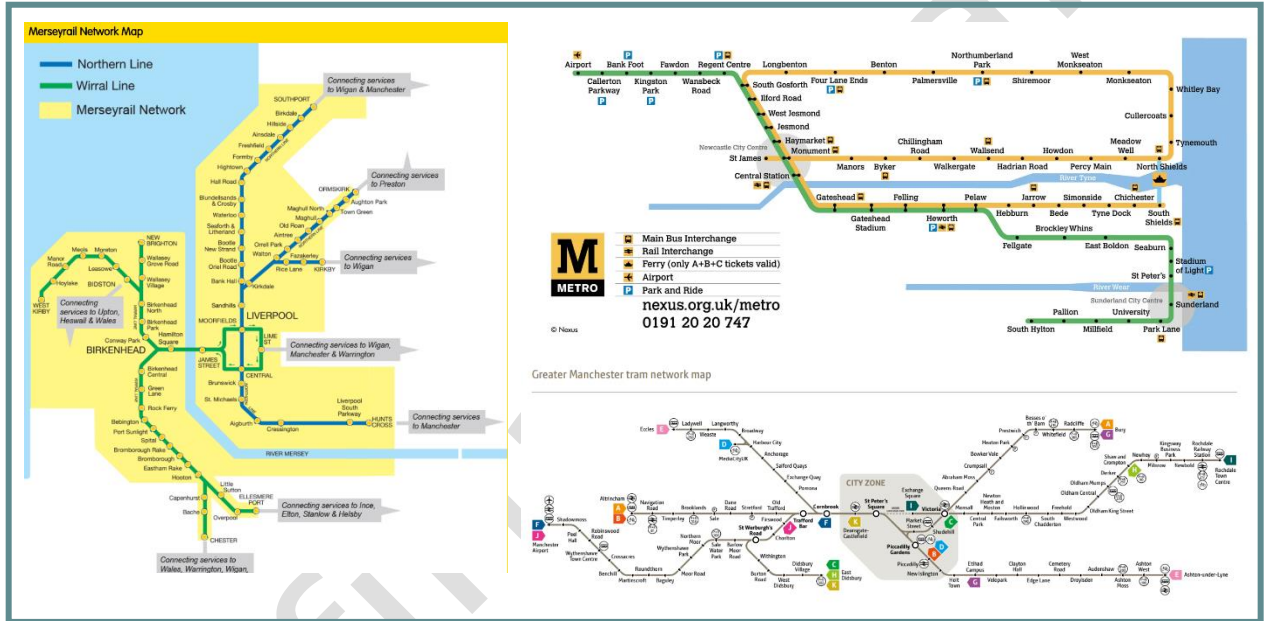 Merseyrail Network Map
Northern Line
Wirral Line
Merseyrail Network
Connecting services
to Wigan & Manchester
SOUTHPORT
Birkdale
Hillside
Ainsdale
Freshfield
Formby
Hightown
Hall Road
Blundellsands
& Crosby
Waterloo
Seaforth &
Litherland
Bootle
New Strand
Bootle
Oriel Road
Bank Hall
Sandhills
Connecting services
to Preston
ORMSKIRK
Aughton Park
Town Green
Maghull North
Maghull
Old Roan
Aintree
Orrell Park
Walton
Kirkdale
Rice Lane
Fazakerley
KIRKBY
Connecting services
to Wigan
NEW
BRIGHTON
Wallasey
Grove Road
Wallasey
Village
Birkenhead
North
Birkenhead
Park
Conway Park
Hamilton
Square
BIRKENHEAD
Manor
Road
Meols
Moreton
Leasowe
BIDSTON
Hoylake
WEST
KIRBY
Connecting
services to Upton,
Heswall & Wales
MOORFIELDS
LIVERPOOL
LIME
ST
JAMES
STREET
CENTRAL
Connecting services to Wigan,
Manchester & Warrington
Birkenhead
Central
Green
Lane
Rock Ferry
Bebington
Port Sunlight
Spital
Bromborough Rake
Bromborough
Eastham Rake
Hooton
Brunswick
St. Michaels
Aigburth
Cressington
Liverpool
South
Parkway
HUNTS
CROSS
Connecting services
to Manchester
RIVER MERSEY
Little
Sutton
Overpool
ELLESMERE
PORT
Connecting services to Ince,
Elton, Stanlow & Helsby
Capenhurst
Bache
CHESTER
Connecting services to
Wales, Warrington, Wigan,
Airport
Callerton
Parkway
Bank Foot
Kingston
Park
Fawdon
Wansbeck
Road
Regent Centre
Longbenton
Four Lane Ends
Benton
Palmersville
Northumberland
Park
Shiremoor
West
Monkseaton
Monkseaton
Whitley Bay
Cullercoats
Tynemouth
South Gosforth
Ilford Road
West Jesmond
Jesmond
Haymarket
Newcastle City Centre
Monument
St James
Central Station
Manors
Byker
Chillingham
Road
Walkergate
Wallsend
Hadrian Road
Howdon
Percy Main
Meadow
Well
North Shields
River Tyne
Gateshead
Gateshead
Stadium
Felling
Heworth
Pelaw
Hebburn
Jarrow
Bede
Simonside
Tyne Dock
Chichester
South
Shields
Fellgate
Brockley Whins
East Boldon
Seaburn
Stadium
of Light
St Peter's
River Wear
Sunderland City Centre
Sunderland
Park Lane
University
Millfield
Pallion
South Hylton
M
METRO
Main Bus Interchange
Rail Interchange
Ferry (only A+B+C tickets valid)
Airport
Park and Ride
nexus.org.uk/metro
0191 20 20 747
© Nexus
Greater Manchester tram network map
Eccles
Ladywell
Weaste
Langworthy
Broadway
Harbour City
MediaCityUK
Anchorage
Salford Quays
Exchange Quay
Pomona
Cornbrook
Altrincham
Navigation
Road
Timperley
Brooklands
Sale
Dane
Road
Stretford
Old
Trafford
Trafford
Bar
Firswood
Chorlton
St Werburgh's
Road
Manchester
Airport
Shadowmoss
Peel
Hall
Robinswood
Road
Wythenshawe
Town Centre
Crossacres
Benchill
Martinscroft
Roundthorn
Baguley
Moor Road
Wythenshawe
Park
Northern
Moor
Sale
Water
Park
Barlow
Moor
Road
Withington
Burton
Road
West
Didsbury
Didsbury
Village
East
Didsbury
CITY ZONE
Deansgate-
Castlefield
St Peter's
Square
Exchange
Square
Victoria
Market
Street
Shudehill
Piccadilly
Gardens
Piccadilly
New Islington
Holt
Town
Etihad
Campus
Velopark
Clayton
Hall
Edge Lane
Cemetery
Road
Droylsden
Audenshaw
Ashton
Moss
Ashton
West
Ashton-under-Lyne
Queens Road
Abraham Moss
Crumpsall
Bowker Vale
Heaton Park
Prestwich
Besses o'
th' Barn
Whitefield
Radcliffe
Bury
Monsall
Central
Park
Newton
Heath and
Moston
Failsworth
Hollinwood
South
Chadderton
Freehold
Westwood
Oldham King Street
Oldham Central
Oldham Mumps
Derker
Shaw and
Crompton
Newhey
Milnrow
Kingsway
Business
Park
Newbold
Rochdale
Railway
Station
Rochdale
Town
Centre